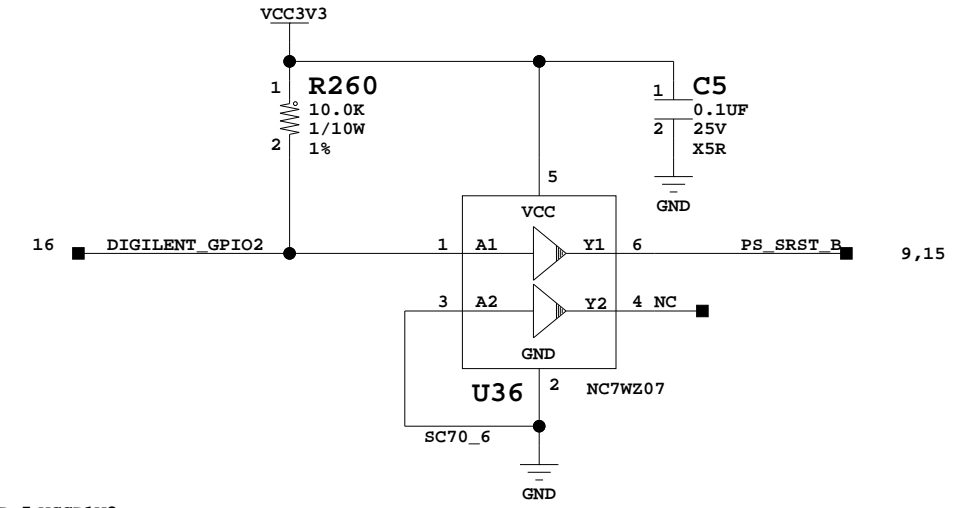 VCC3V3
1 R260
10.0K
1/10W
2 1%
1 C5
0.1UF
2 25V
X5R
GND
5
VCC
16 DIGILENT_GPIO2 1 A1 Y1 6 PS_SRST_B 9,15
3 A2 Y2 4 NC
GND
U36 2 NC7WZ07
SC70_6
GND